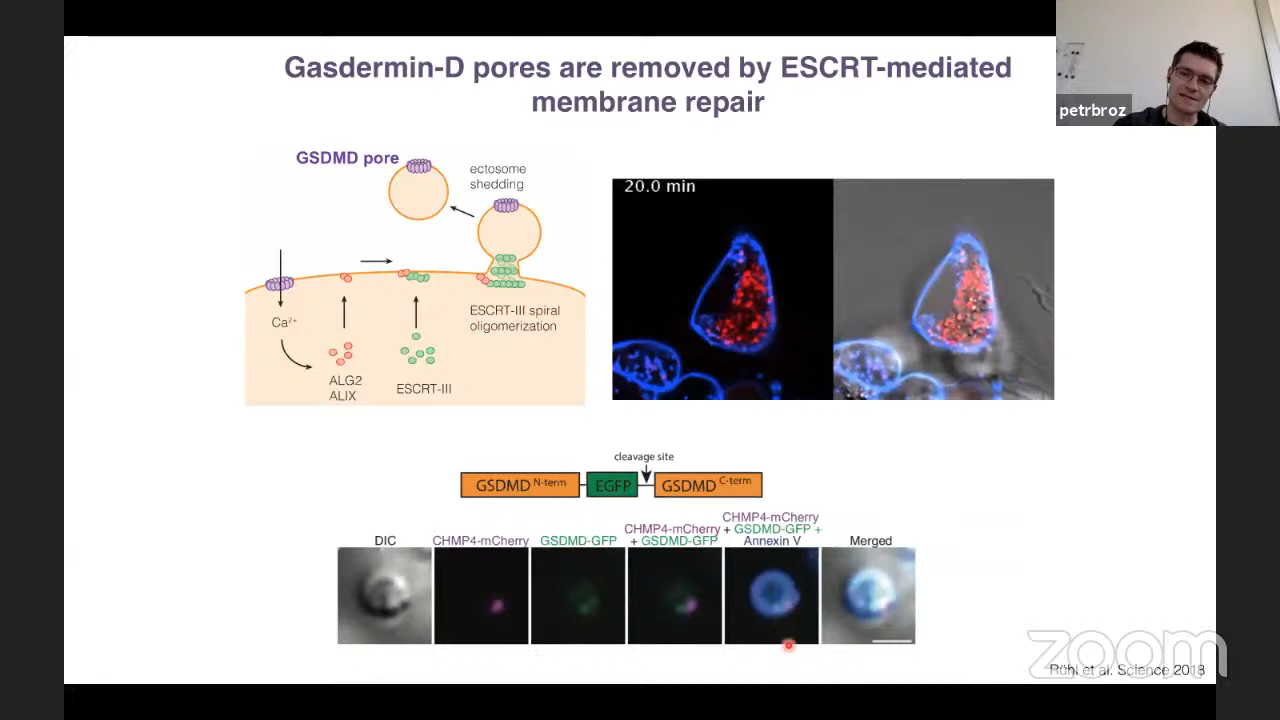 Gasdermin-D pores are removed by ESCRT-mediated
membrane repair
petrbroz
GSDMD pore
ectosome
shedding
Ca²⁺
ESCRT-III spiral
oligomerization
ALG2
ALIX
ESCRT-III
20.0 min
cleavage site
GSDMD N-term
EGFP
GSDMD C-term
DIC
CHMP4-mCherry
GSDMD-GFP
CHMP4-mCherry
+ GSDMD-GFP
CHMP4-mCherry
+ GSDMD-GFP +
Annexin V
Merged
zoom
Rühl et al. Science 2018